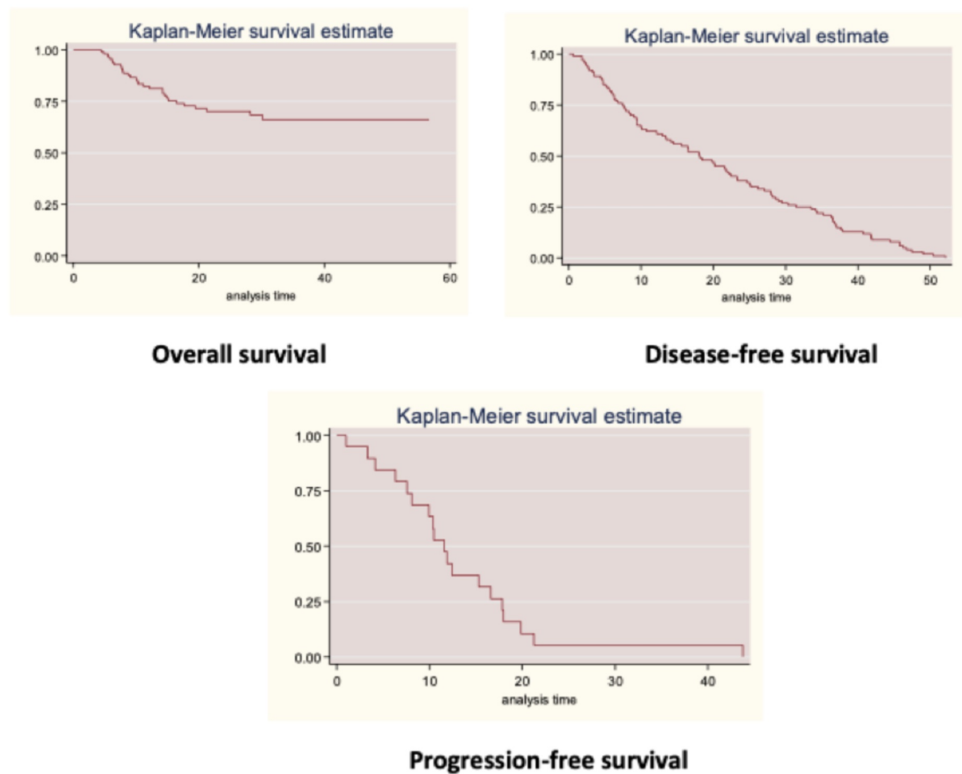 Kaplan-Meier survival estimate
1.00
0.75
0.50
0.25
0.00
0 20 40 60
analysis time
Overall survival
Kaplan-Meier survival estimate
1.00
0.75
0.50
0.25
0.00
0 10 20 30 40 50
analysis time
Disease-free survival
Kaplan-Meier survival estimate
1.00
0.75
0.50
0.25
0.00
0 10 20 30 40
analysis time
Progression-free survival